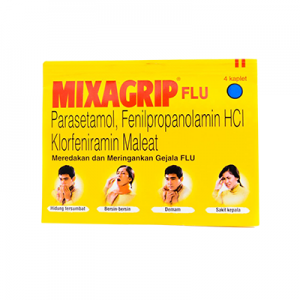 4 kaplet
MIXAGRIP® FLU
Parasetamol, Fenilpropanolamin HCl
Klorfeniramin Maleat
Meredakan dan Meringankan Gejala FLU
Hidung tersumbat
Bersin-bersin
Demam
Sakit kepala